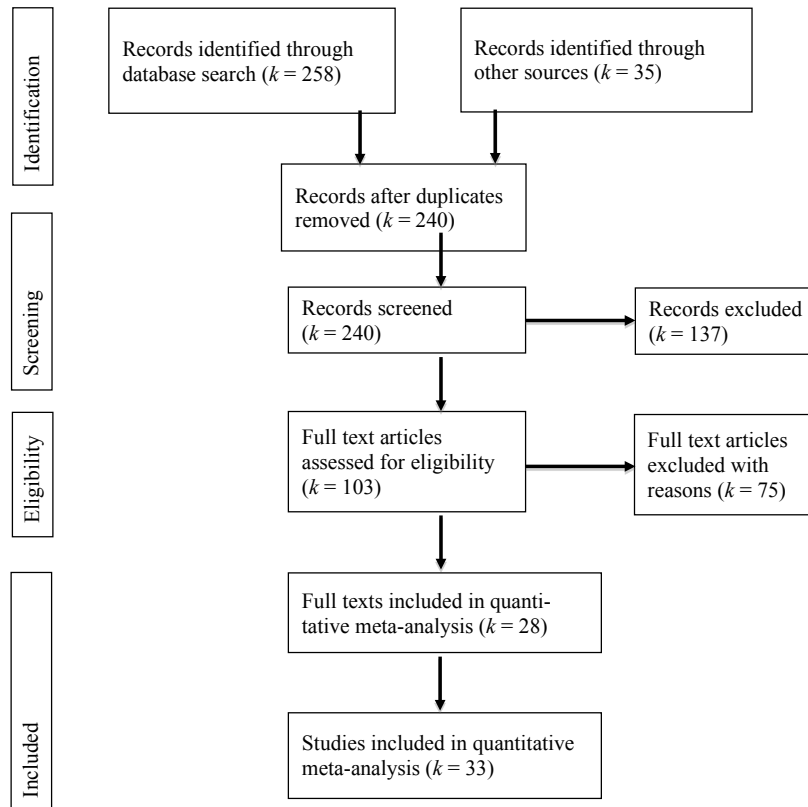 Identification
Records identified through
database search (k = 258)
Records identified through
other sources (k = 35)
Records after duplicates
removed (k = 240)
Screening
Records screened
(k = 240)
Records excluded
(k = 137)
Eligibility
Full text articles
assessed for eligibility
(k = 103)
Full text articles
excluded with
reasons (k = 75)
Included
Full texts included in quanti-
tative meta-analysis (k = 28)
Studies included in quantitative
meta-analysis (k = 33)